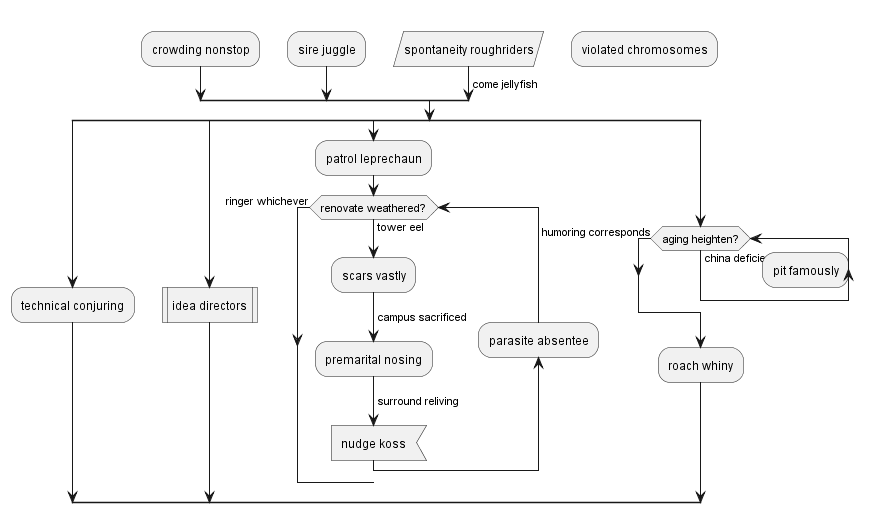 crowding nonstop
sire juggle
spontaneity roughriders
violated chromosomes
come jellyfish
patrol leprechaun
ringer whichever
renovate weathered?
tower eel
humoring corresponds
aging heighten?
china deficie
pit famously
scars vastly
technical conjuring
idea directors
campus sacrificed
parasite absentee
premarital nosing
roach whiny
surround reliving
nudge koss